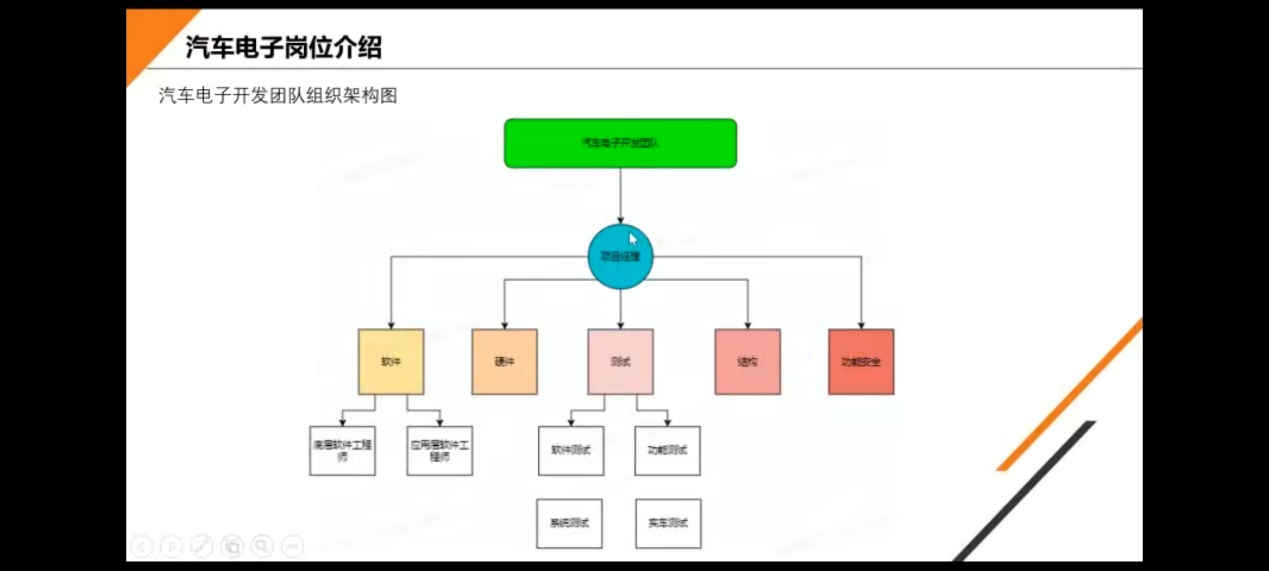 汽车电子岗位介绍
汽车电子开发团队组织架构图
汽车电子开发团队
项目经理
软件
硬件
测试
结构
功能安全
底层软件工程
师
应用层软件工
程师
软件测试
功能测试
系统测试
实车测试